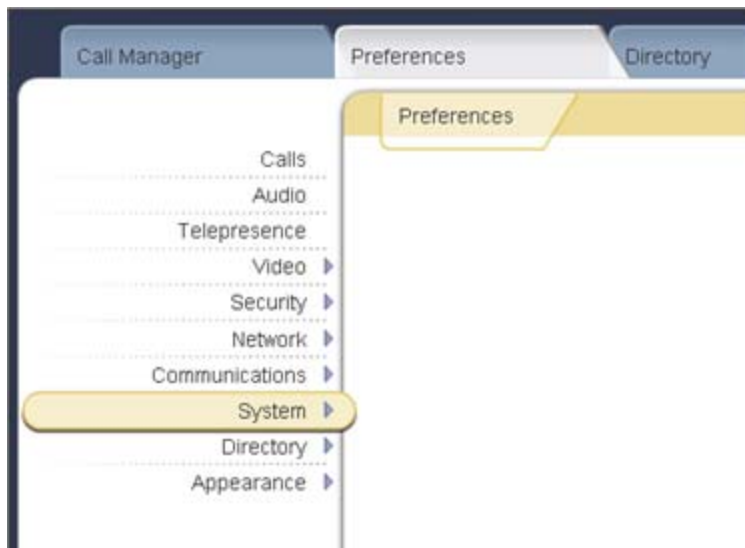 Call Manager
Preferences
Directory
Preferences
Calls
Audio
Telepresence
Video
Security
Network
Communications
System
Directory
Appearance